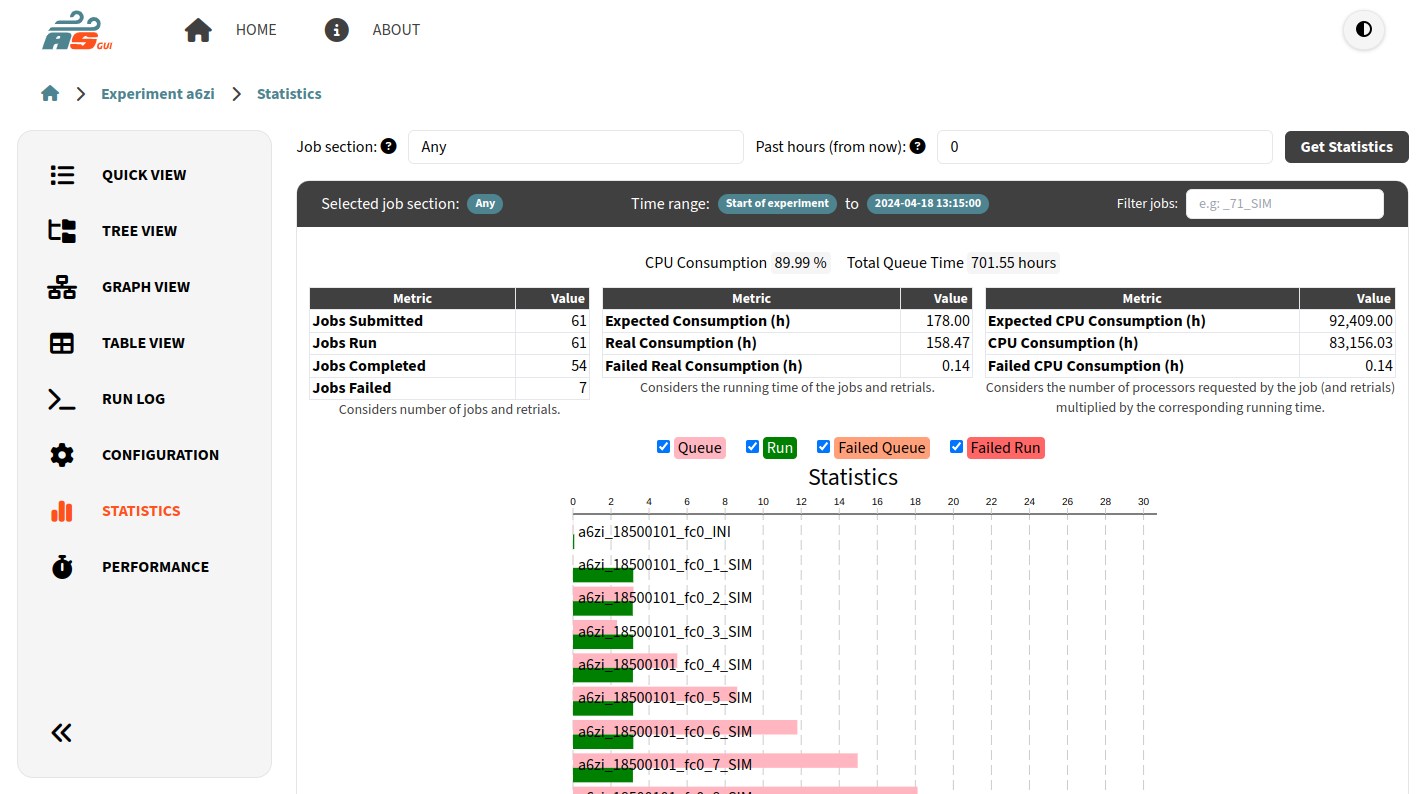 AS GUI
HOME
ABOUT
Experiment a6zi
Statistics
QUICK VIEW
TREE VIEW
GRAPH VIEW
TABLE VIEW
RUN LOG
CONFIGURATION
STATISTICS
PERFORMANCE
Job section: ? Any Past hours (from now): ? 0 Get Statistics
Selected job section: Any Time range: Start of experiment to 2024-04-18 13:15:00 Filter jobs: e.g: _71_SIM
CPU Consumption 89.99 % Total Queue Time 701.55 hours
Metric Value
Jobs Submitted 61
Jobs Run 61
Jobs Completed 54
Jobs Failed 7
Considers number of jobs and retrials.
Metric Value
Expected Consumption (h) 178.00
Real Consumption (h) 158.47
Failed Real Consumption (h) 0.14
Considers the running time of the jobs and retrials.
Metric Value
Expected CPU Consumption (h) 92,409.00
CPU Consumption (h) 83,156.03
Failed CPU Consumption (h) 0.14
Considers the number of processors requested by the job (and retrials)
multiplied by the corresponding running time.
Queue Run Failed Queue Failed Run
Statistics
0 2 4 6 8 10 12 14 16 18 20 22 24 26 28 30
a6zi_18500101_fc0_INI
a6zi_18500101_fc0_1_SIM
a6zi_18500101_fc0_2_SIM
a6zi_18500101_fc0_3_SIM
a6zi_18500101_fc0_4_SIM
a6zi_18500101_fc0_5_SIM
a6zi_18500101_fc0_6_SIM
a6zi_18500101_fc0_7_SIM